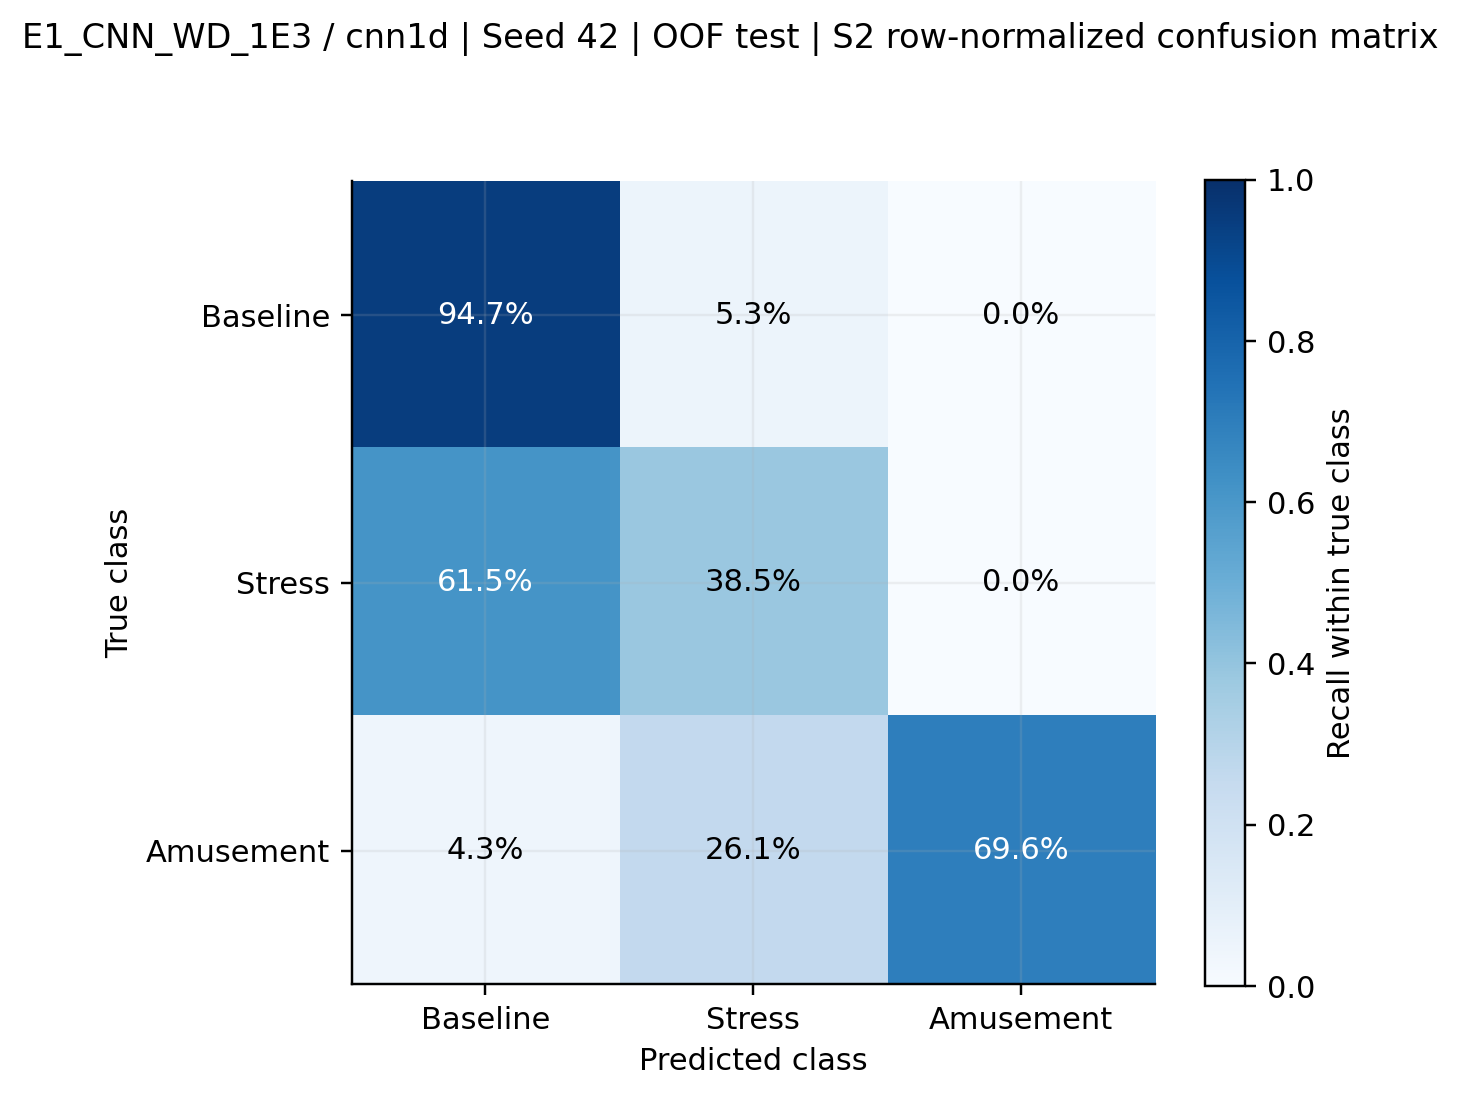 E1_CNN_WD_1E3 / cnn1d | Seed 42 | OOF test | S2 row-normalized confusion matrix
Baseline
94.7%
5.3%
0.0%
Stress
61.5%
38.5%
0.0%
Amusement
4.3%
26.1%
69.6%
True class
Baseline
Stress
Amusement
Predicted class
1.0
0.8
0.6
0.4
0.2
0.0
Recall within true class